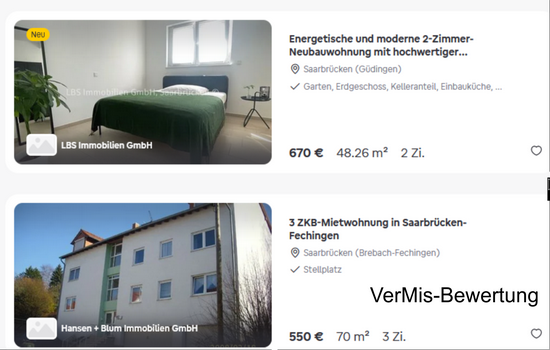 Neu
LBS Immobilien GmbH, Saarbrücken
LBS Immobilien GmbH
Energetische und moderne 2-Zimmer-
Neubauwohnung mit hochwertiger...
Saarbrücken (Güdingen)
Garten, Erdgeschoss, Kelleranteil, Einbauküche, ...
670 € 48.26 m² 2 Zi.
Hansen + Blum Immobilien GmbH
3 ZKB-Mietwohnung in Saarbrücken-
Fechingen
Saarbrücken (Brebach-Fechingen)
Stellplatz
VerMis-Bewertung
550 € 70 m² 3 Zi.